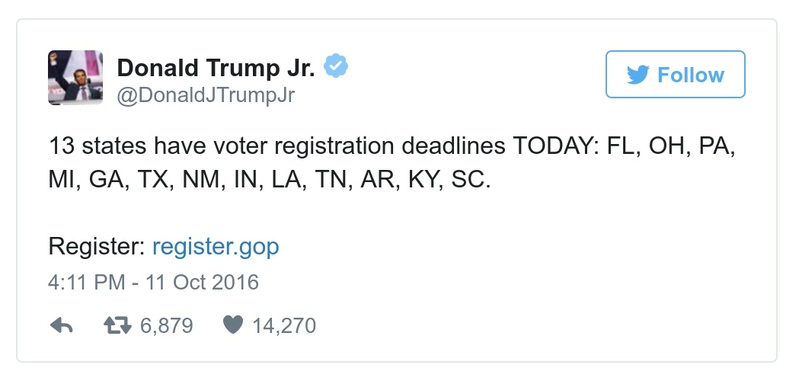 Donald Trump Jr.
@DonaldJTrumpJr
Follow
13 states have voter registration deadlines TODAY: FL, OH, PA,
MI, GA, TX, NM, IN, LA, TN, AR, KY, SC.
Register: register.gop
4:11 PM - 11 Oct 2016
6,879 14,270